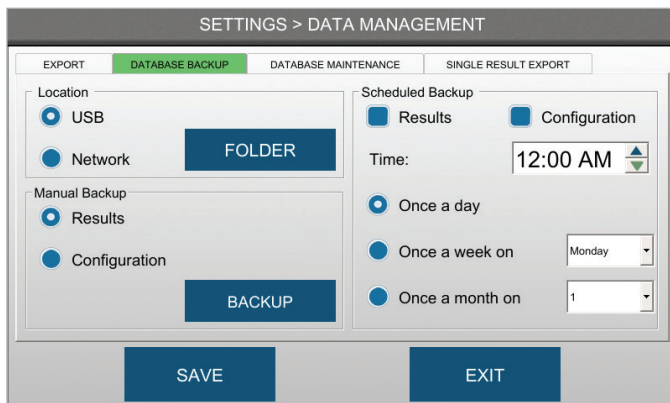 SETTINGS > DATA MANAGEMENT
EXPORT
DATABASE BACKUP
DATABASE MAINTENANCE
SINGLE RESULT EXPORT
Location
USB
Network
FOLDER
Manual Backup
Results
Configuration
BACKUP
Scheduled Backup
Results
Configuration
Time:
12:00 AM
Once a day
Once a week on
Monday
Once a month on
1
SAVE
EXIT